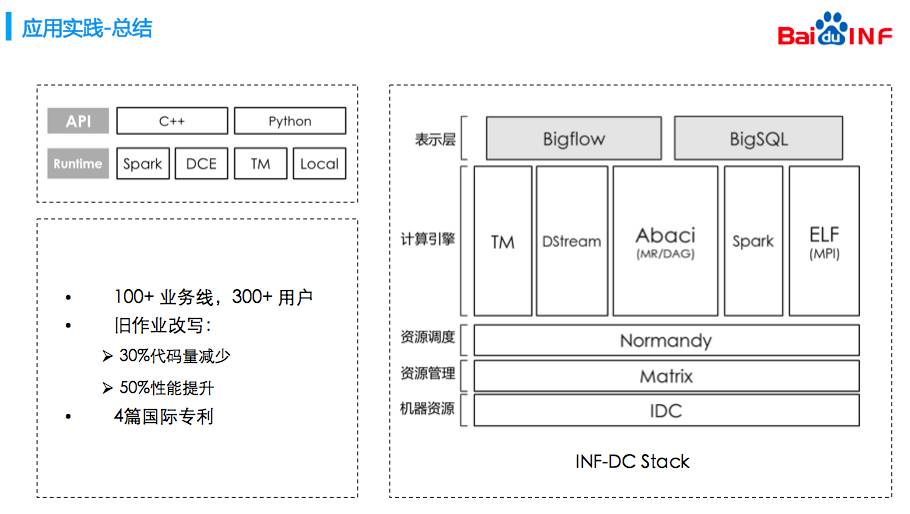 应用实践-总结
Bai du INF
API C++ Python
Runtime Spark DCE TM Local
100+ 业务线，300+ 用户
旧作业改写：
30%代码量减少
50%性能提升
4篇国际专利
表示层 Bigflow BigSQL
计算引擎 TM DStream Abaci (MR/DAG) Spark ELF (MPI)
资源调度 Normandy
资源管理 Matrix
机器资源 IDC
INF-DC Stack